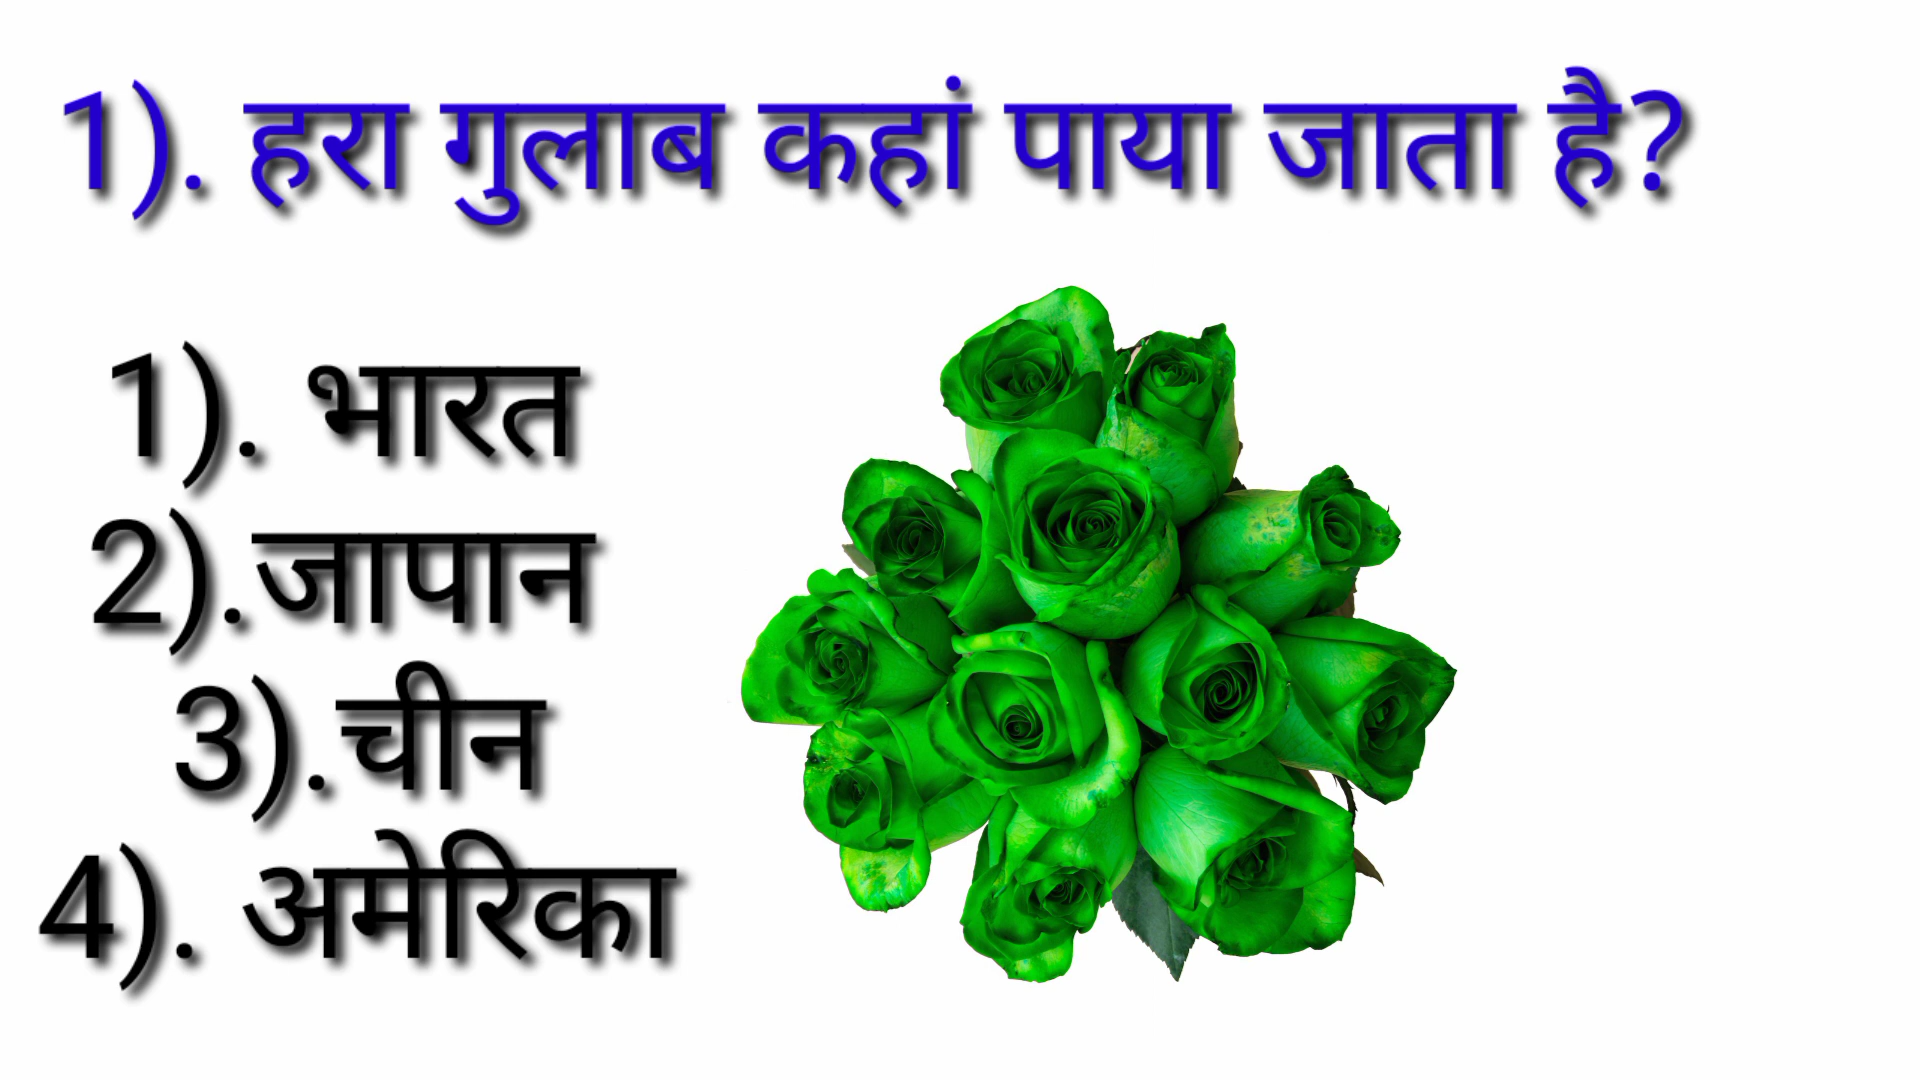 1). हरा गुलाब कहां पाया जाता है?
1). भारत
2).जापान
3).चीन
4). अमेरिका